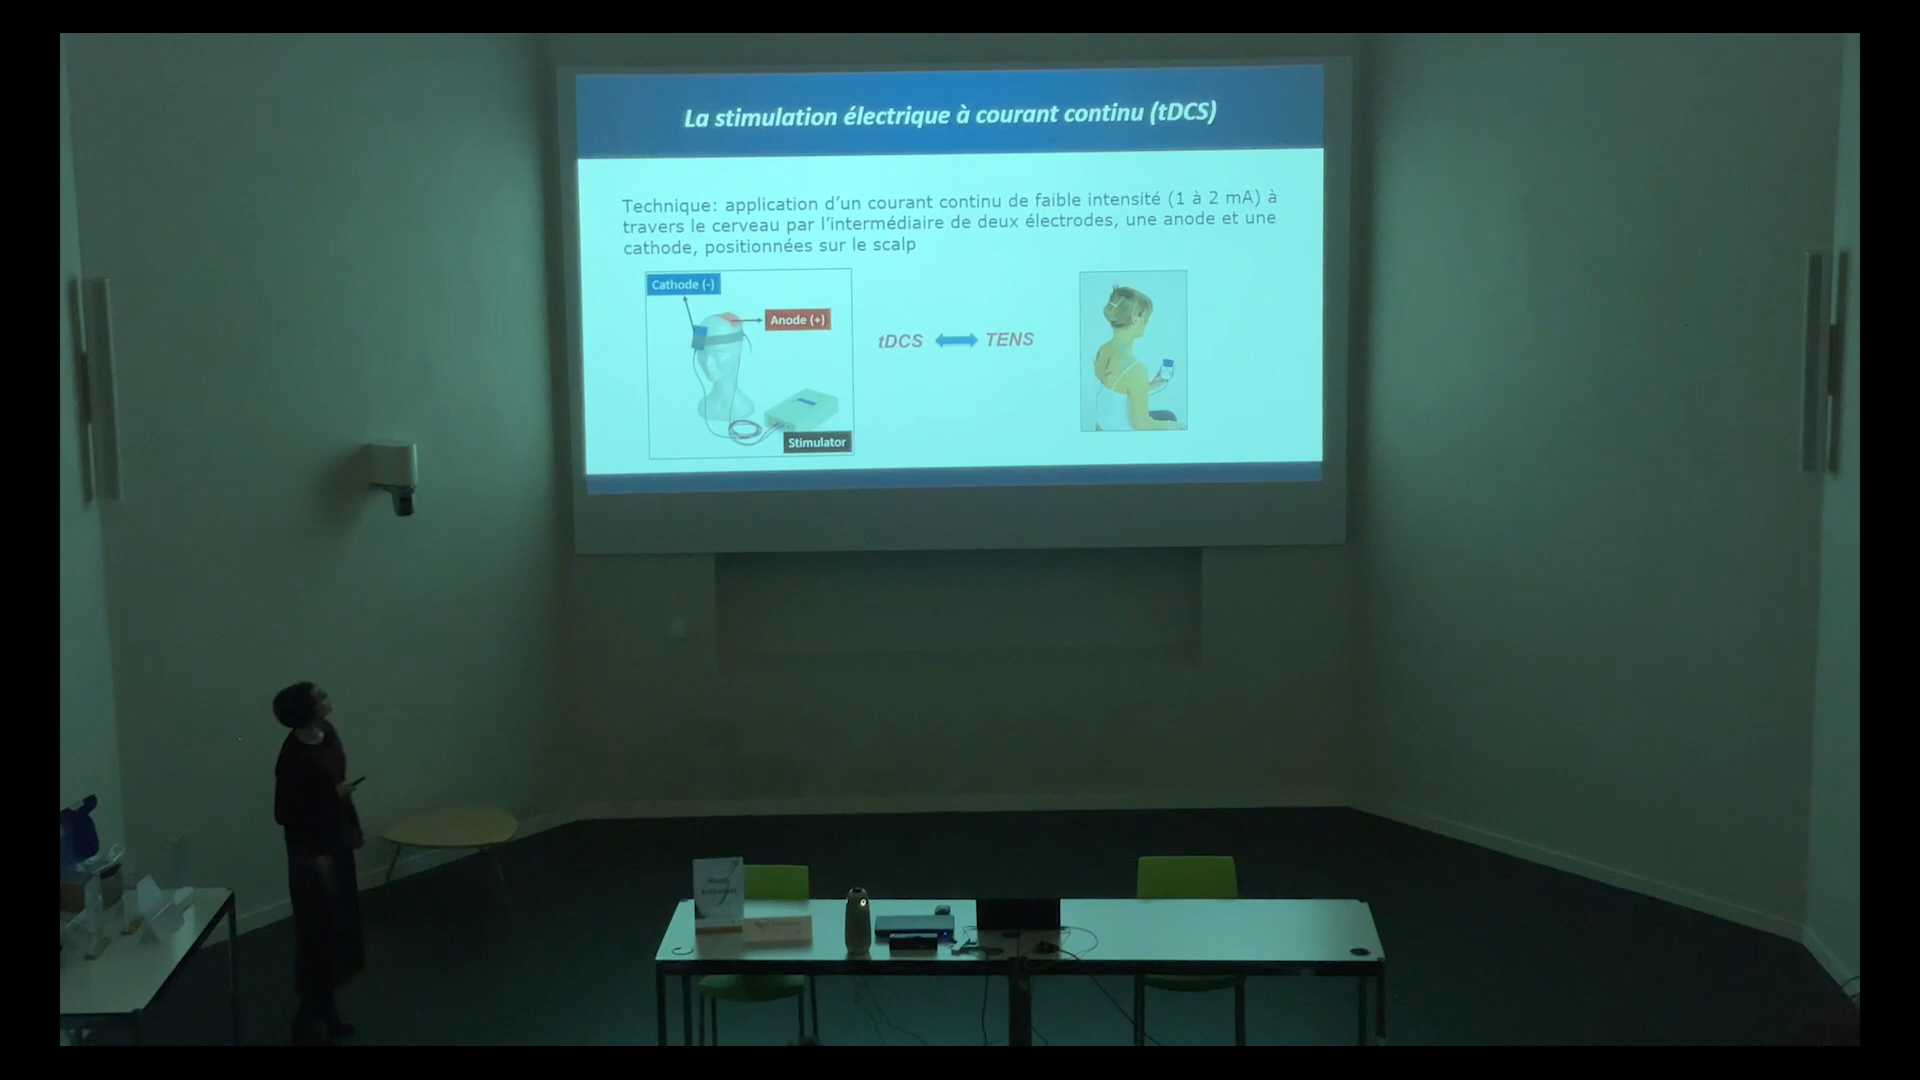 La stimulation électrique à courant continu (tDCS)
Technique: application d'un courant continu de faible intensité (1 à 2 mA) à
travers le cerveau par l'intermédiaire de deux électrodes, une anode et une
cathode, positionnées sur le scalp
Cathode (-)
Anode (+)
tDCS
TENS
Stimulator